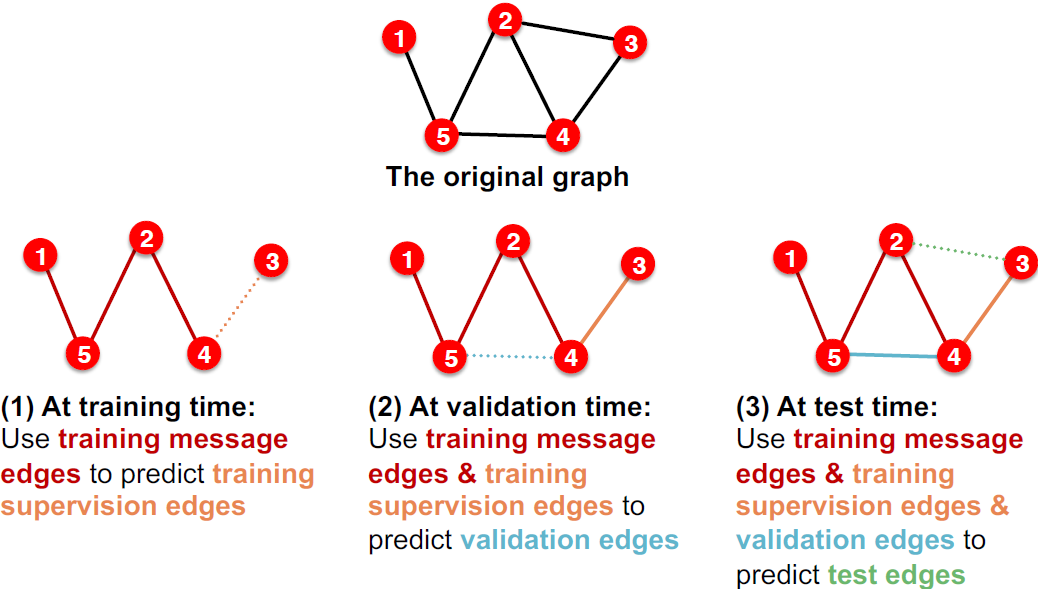 1
2
3
5
4
The original graph
1
2
3
5
4
1
2
3
5
4
1
2
3
5
4
(1) At training time:
Use training message
edges to predict training
supervision edges
(2) At validation time:
Use training message
edges & training
supervision edges to
predict validation edges
(3) At test time:
Use training message
edges & training
supervision edges &
validation edges to
predict test edges